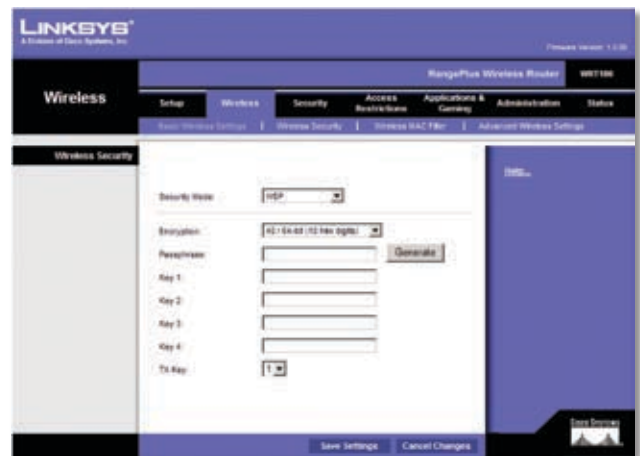 LINKSYS®
A Division of Cisco Systems, Inc.
Firmware Version: 1.0.00
RangePlus Wireless Router
WRT100
Wireless
Setup
Wireless
Security
Access Restrictions
Applications & Gaming
Administration
Status
Basic Wireless Settings | Wireless Security | Wireless MAC Filter | Advanced Wireless Settings
Wireless Security
Help...
Security Mode: WEP
Encryption: 40 / 64-bit (10 hex digits)
Passphrase: Generate
Key 1:
Key 2:
Key 3:
Key 4:
TX Key: 1
Save Settings
Cancel Changes
Cisco Systems